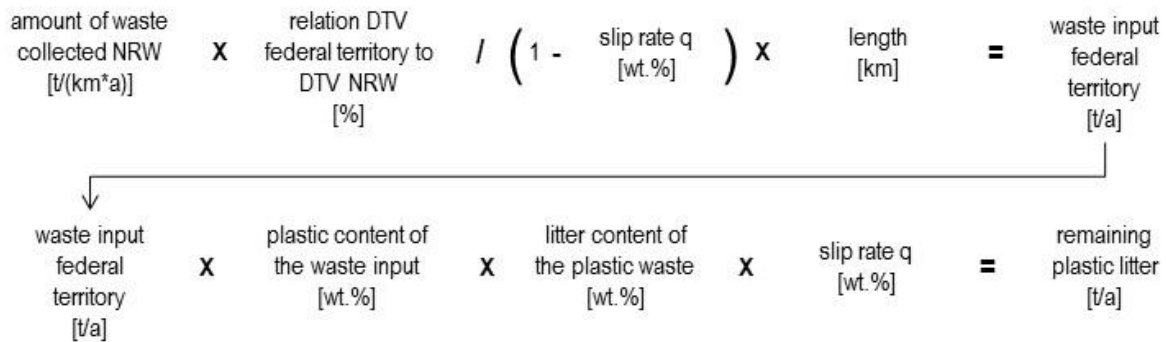 amount of waste collected NRW [t/(km*a)] X relation DTV federal territory to DTV NRW [%] / ( 1 - slip rate q [wt.%] ) X length [km] = waste input federal territory [t/a]
waste input federal territory [t/a] X plastic content of the waste input [wt.%] X litter content of the plastic waste [wt.%] X slip rate q [wt.%] = remaining plastic litter [t/a]